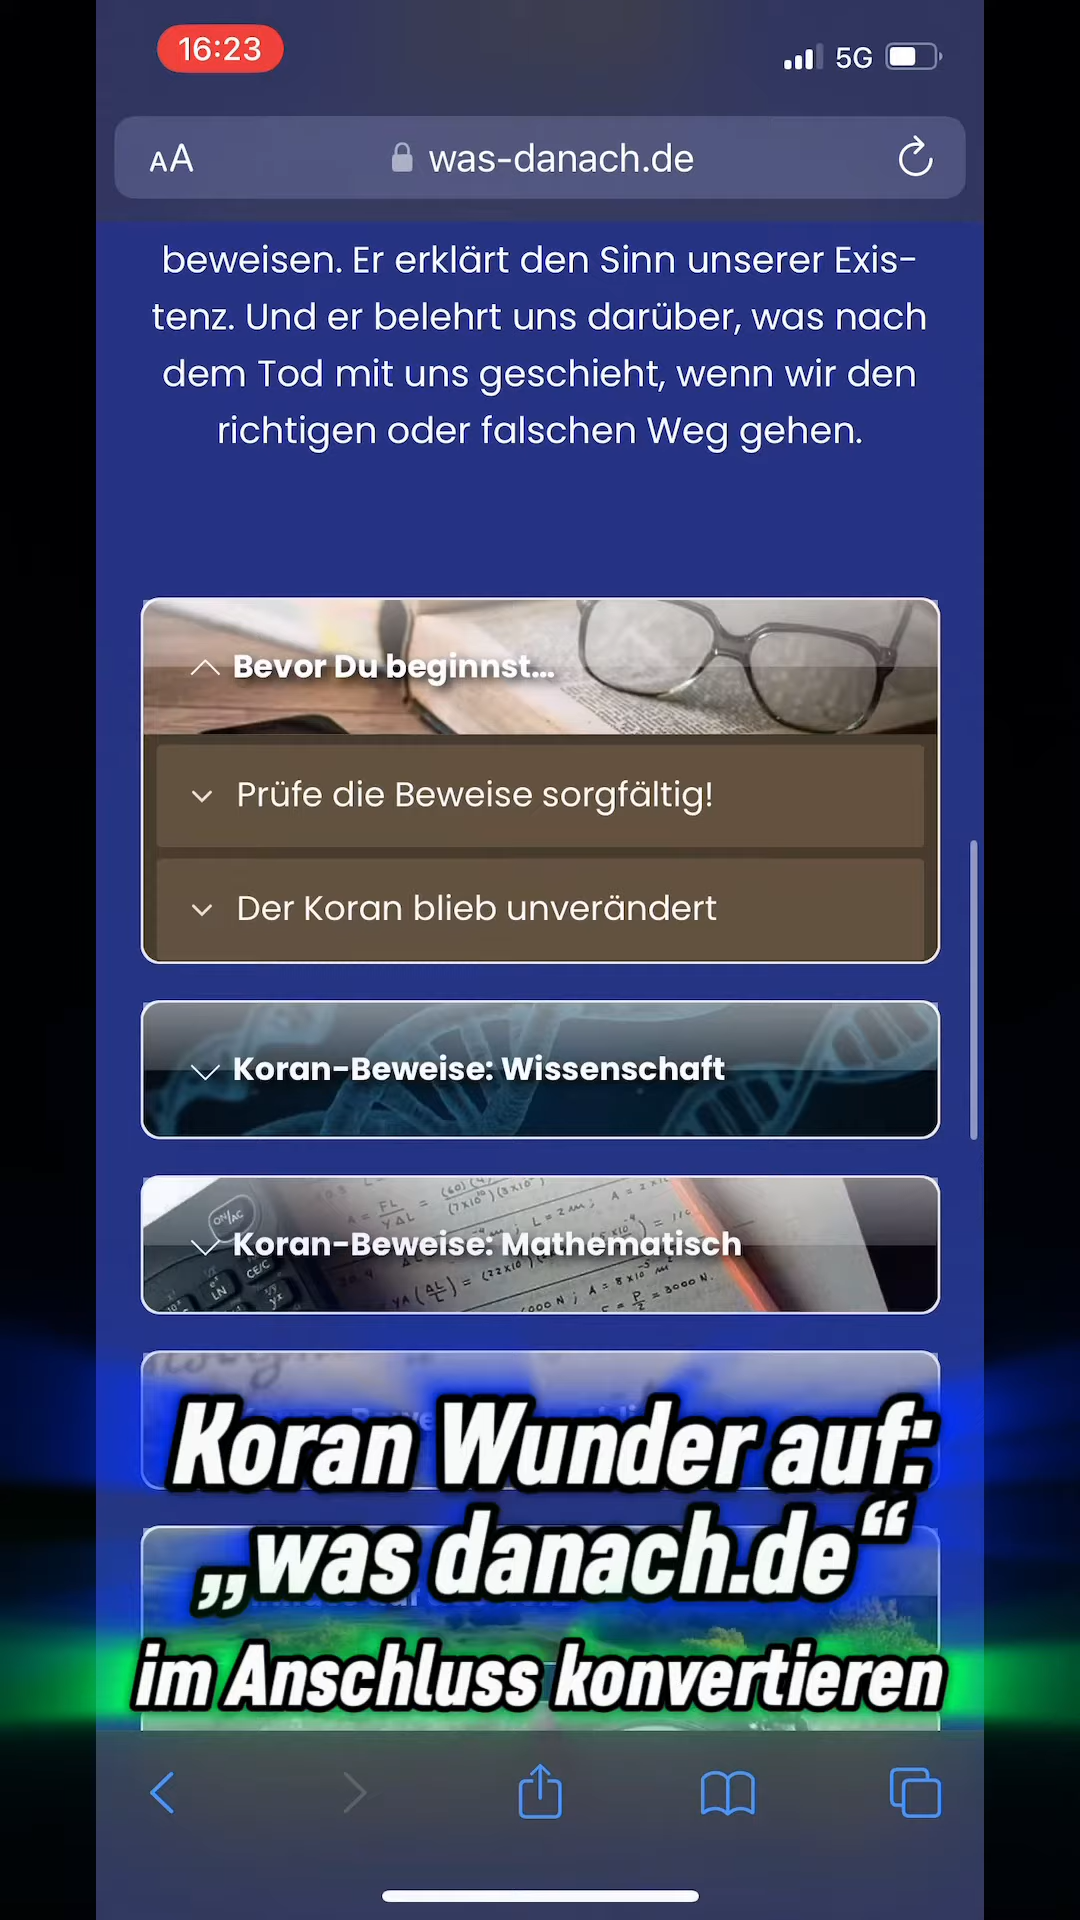 16:23
5G
AA
was-danach.de
beweisen. Er erklärt den Sinn unserer Exis-
tenz. Und er belehrt uns darüber, was nach
dem Tod mit uns geschieht, wenn wir den
richtigen oder falschen Weg gehen.
Bevor Du beginnst...
Prüfe die Beweise sorgfältig!
Der Koran blieb unverändert
Koran-Beweise: Wissenschaft
Koran-Beweise: Mathematisch
Koran Wunder auf:
„was danach.de“
im Anschluss konvertieren